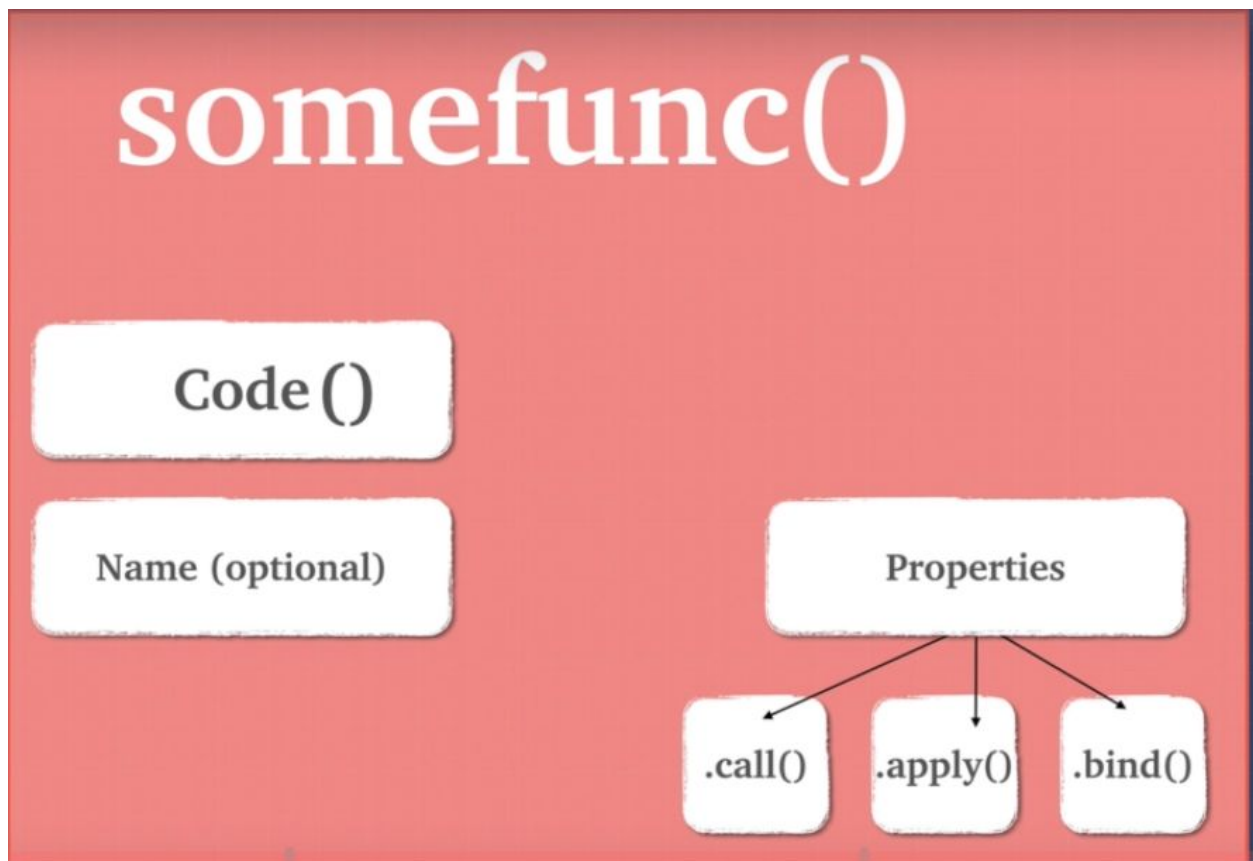 somefunc()
Code ()
Name (optional)
Properties
.call()
.apply()
.bind()